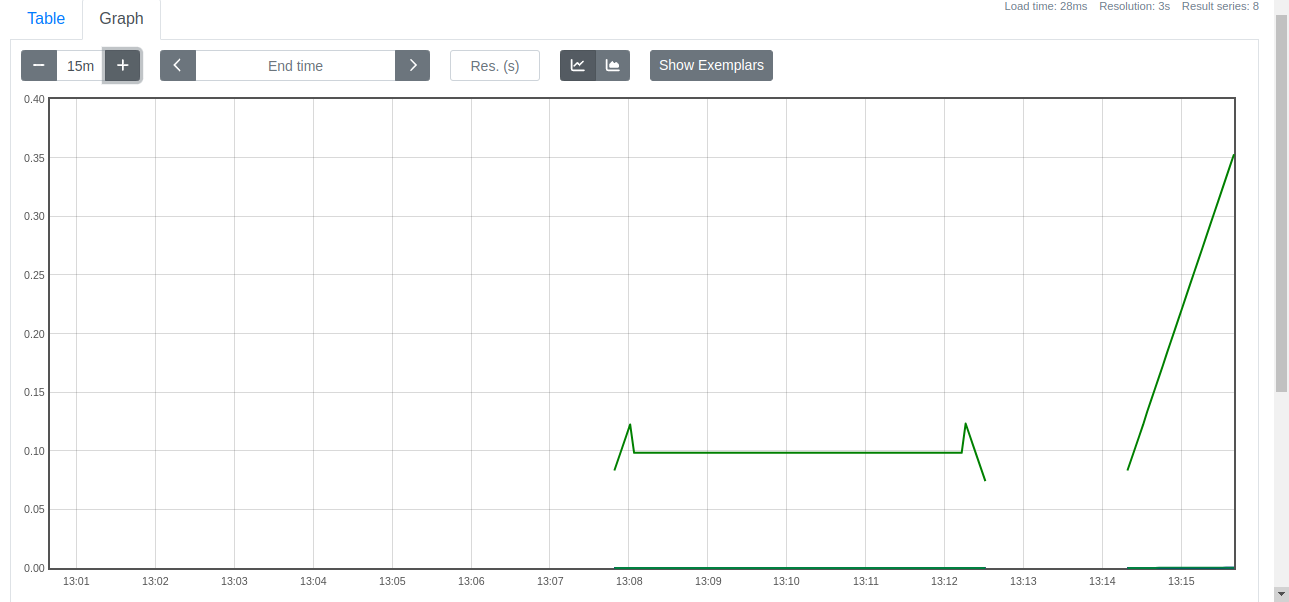 Load time: 28ms Resolution: 3s Result series: 8
Table Graph
15m End time Res. (s) Show Exemplars
0.40
0.35
0.30
0.25
0.20
0.15
0.10
0.05
0.00
13:01 13:02 13:03 13:04 13:05 13:06 13:07 13:08 13:09 13:10 13:11 13:12 13:13 13:14 13:15